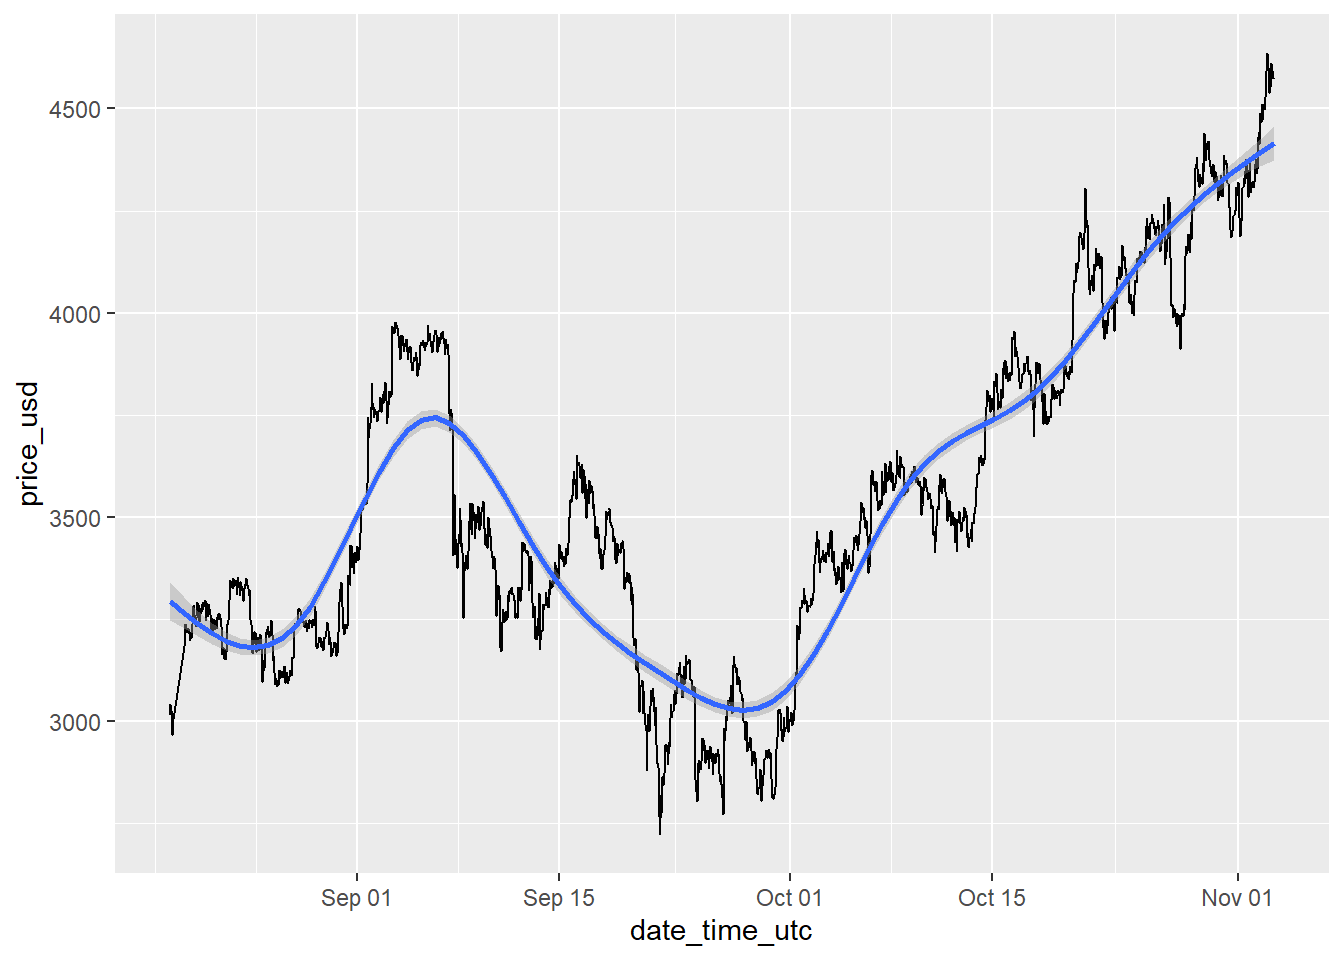 4500
4000
3500
3000
price_usd
Sep 01
Sep 15
Oct 01
Oct 15
Nov 01
date_time_utc